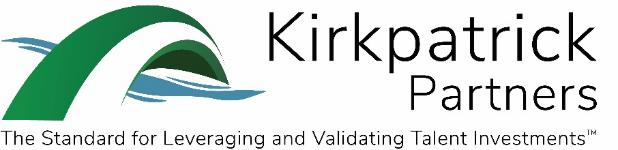 Kirkpatrick
Partners
The Standard for Leveraging and Validating Talent Investments™